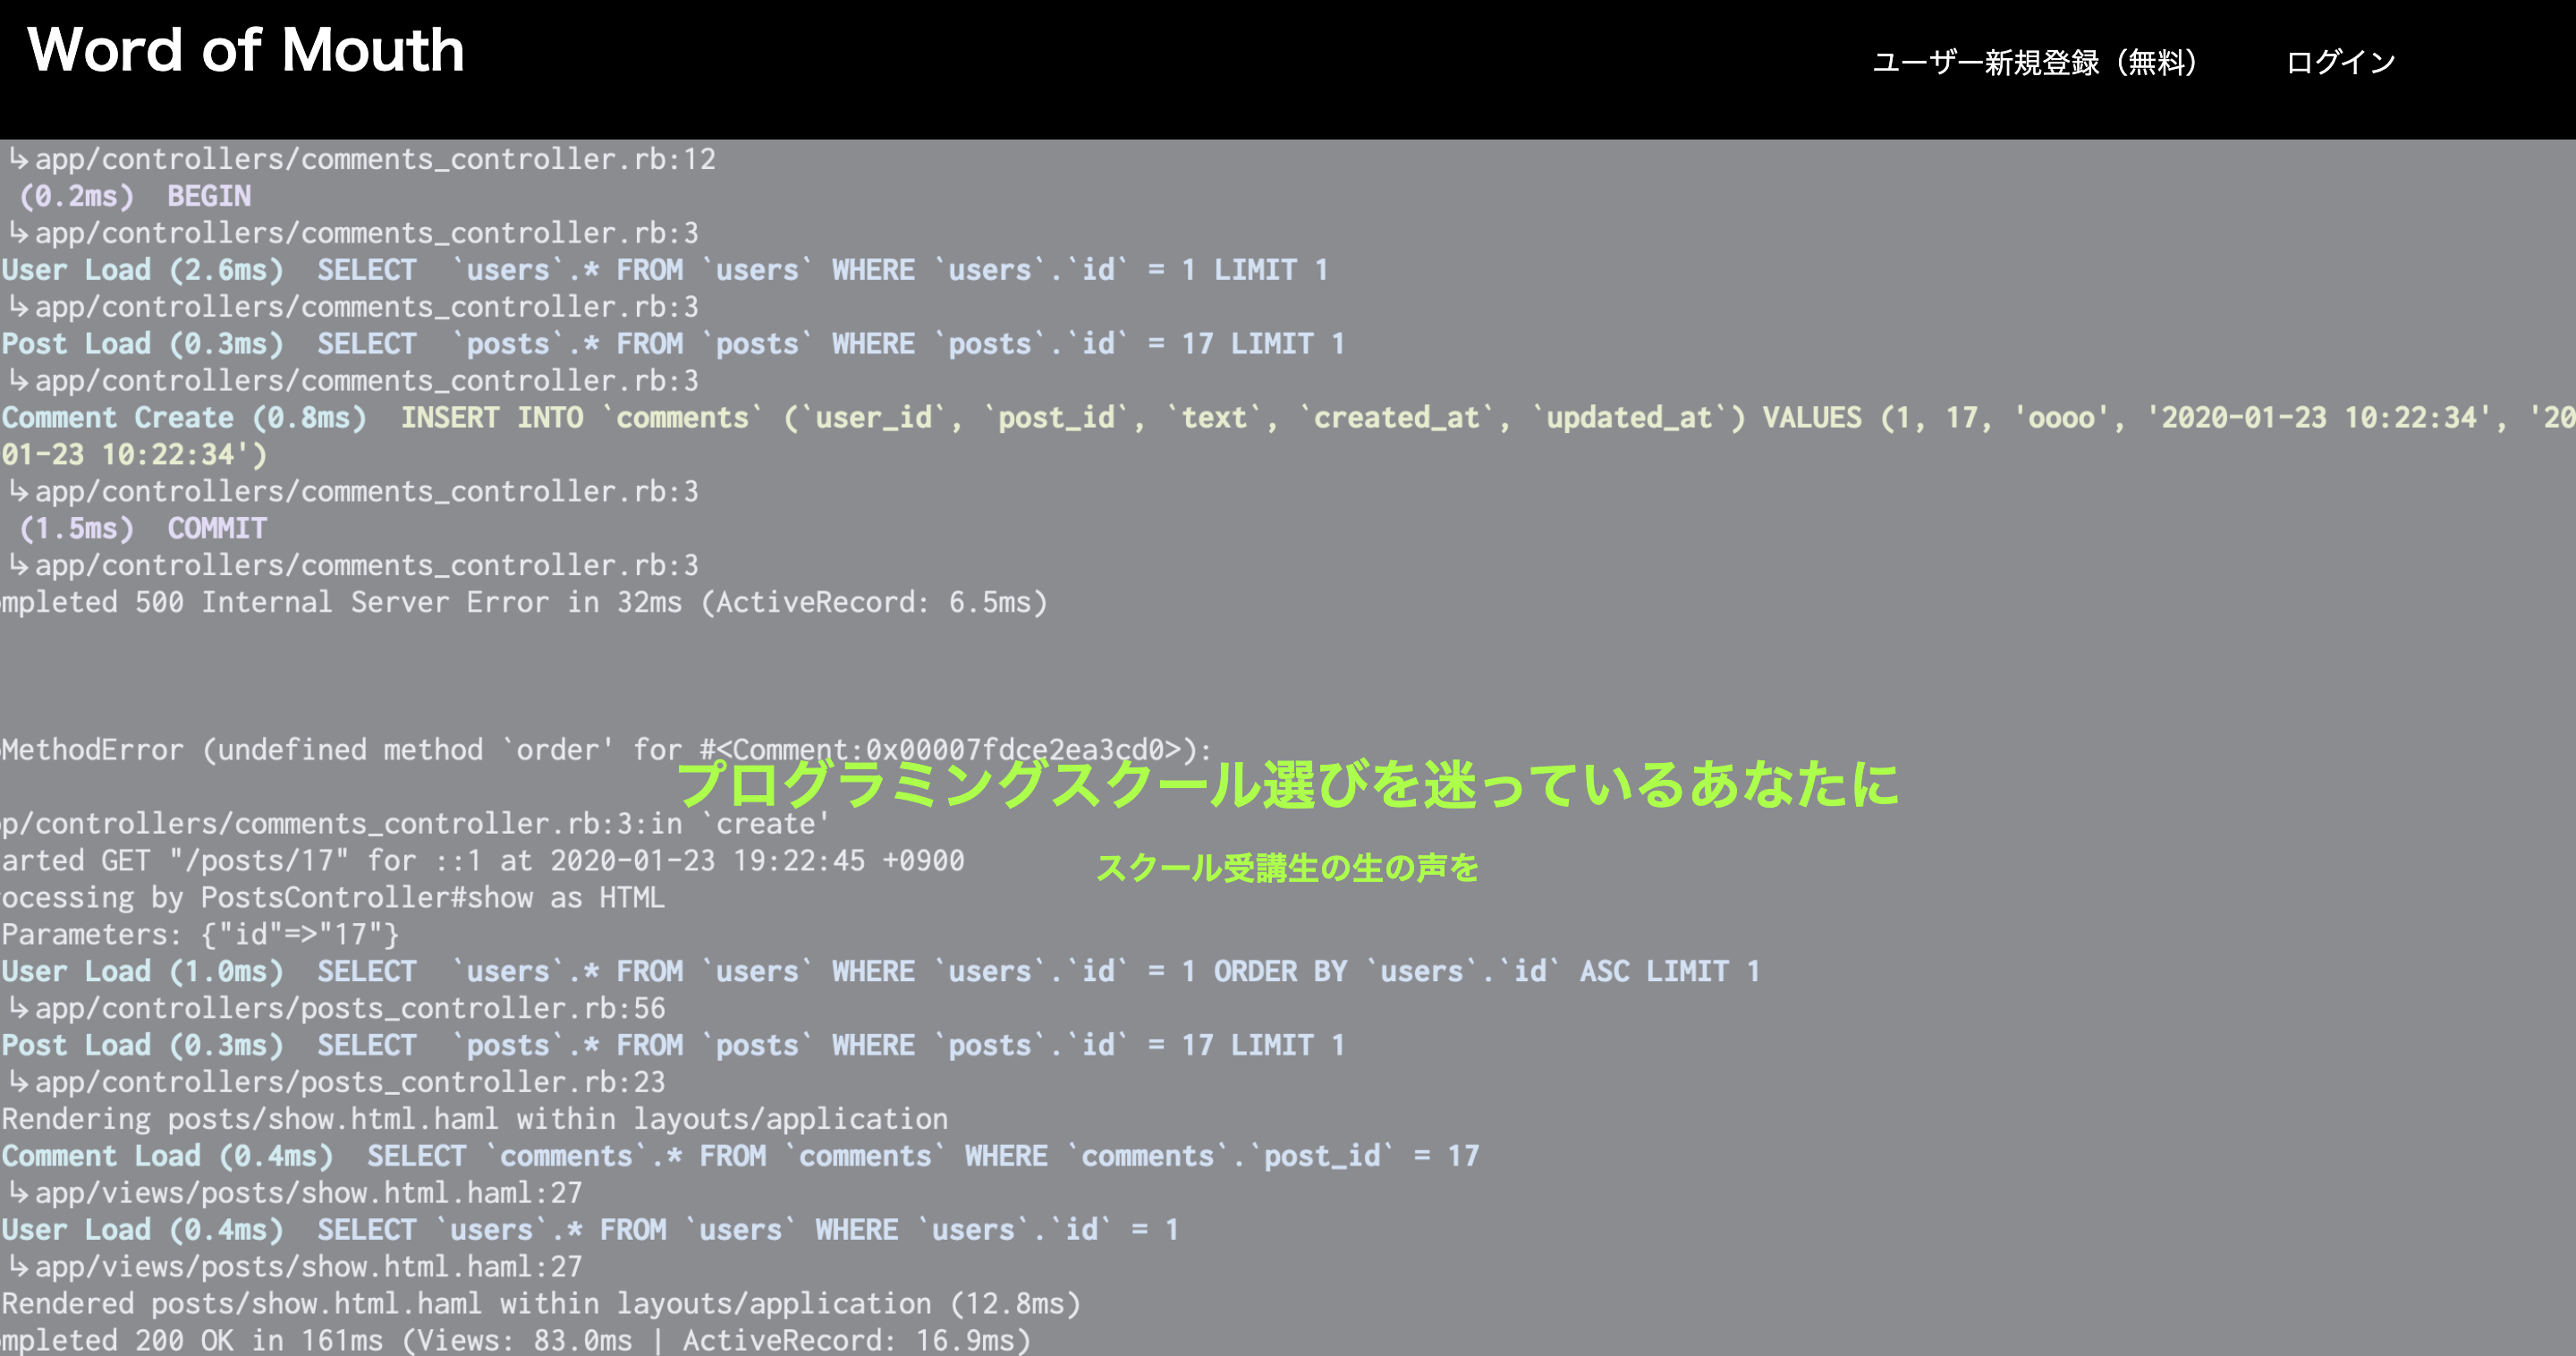 Word of Mouth
ユーザー新規登録（無料） ログイン
↳ app/controllers/comments_controller.rb:12
(0.2ms) BEGIN
↳ app/controllers/comments_controller.rb:3
User Load (2.6ms) SELECT `users`.* FROM `users` WHERE `users`.`id` = 1 LIMIT 1
↳ app/controllers/comments_controller.rb:3
Post Load (0.3ms) SELECT `posts`.* FROM `posts` WHERE `posts`.`id` = 17 LIMIT 1
↳ app/controllers/comments_controller.rb:3
Comment Create (0.8ms) INSERT INTO `comments` (`user_id`, `post_id`, `text`, `created_at`, `updated_at`) VALUES (1, 17, 'oooo', '2020-01-23 10:22:34', '20
01-23 10:22:34')
↳ app/controllers/comments_controller.rb:3
(1.5ms) COMMIT
↳ app/controllers/comments_controller.rb:3
mpleted 500 Internal Server Error in 32ms (ActiveRecord: 6.5ms)
MethodError (undefined method `order' for #<Comment:0x00007fdce2ea3cd0>):
プログラミングスクール選びを迷っているあなたに
p/controllers/comments_controller.rb:3:in `create'
arted GET "/posts/17" for ::1 at 2020-01-23 19:22:45 +0900
スクール受講生の生の声を
ocessing by PostsController#show as HTML
Parameters: {"id"=>"17"}
User Load (1.0ms) SELECT `users`.* FROM `users` WHERE `users`.`id` = 1 ORDER BY `users`.`id` ASC LIMIT 1
↳ app/controllers/posts_controller.rb:56
Post Load (0.3ms) SELECT `posts`.* FROM `posts` WHERE `posts`.`id` = 17 LIMIT 1
↳ app/controllers/posts_controller.rb:23
Rendering posts/show.html.haml within layouts/application
Comment Load (0.4ms) SELECT `comments`.* FROM `comments` WHERE `comments`.`post_id` = 17
↳ app/views/posts/show.html.haml:27
User Load (0.4ms) SELECT `users`.* FROM `users` WHERE `users`.`id` = 1
↳ app/views/posts/show.html.haml:27
Rendered posts/show.html.haml within layouts/application (12.8ms)
mpleted 200 OK in 161ms (Views: 83.0ms | ActiveRecord: 16.9ms)